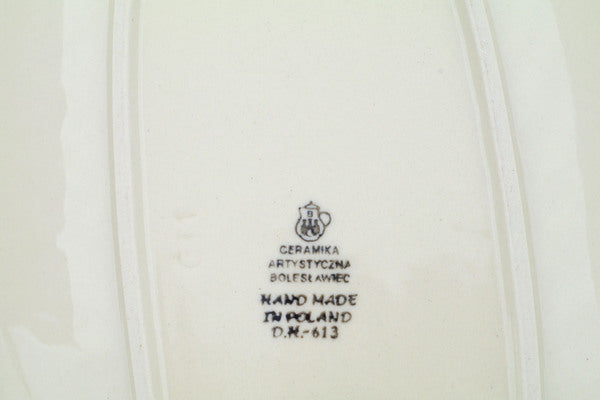 B
CERAMIKA
ARTYSTYCZNA
BOLESŁAWIEC
HAND MADE
IN POLAND
D.H.-613